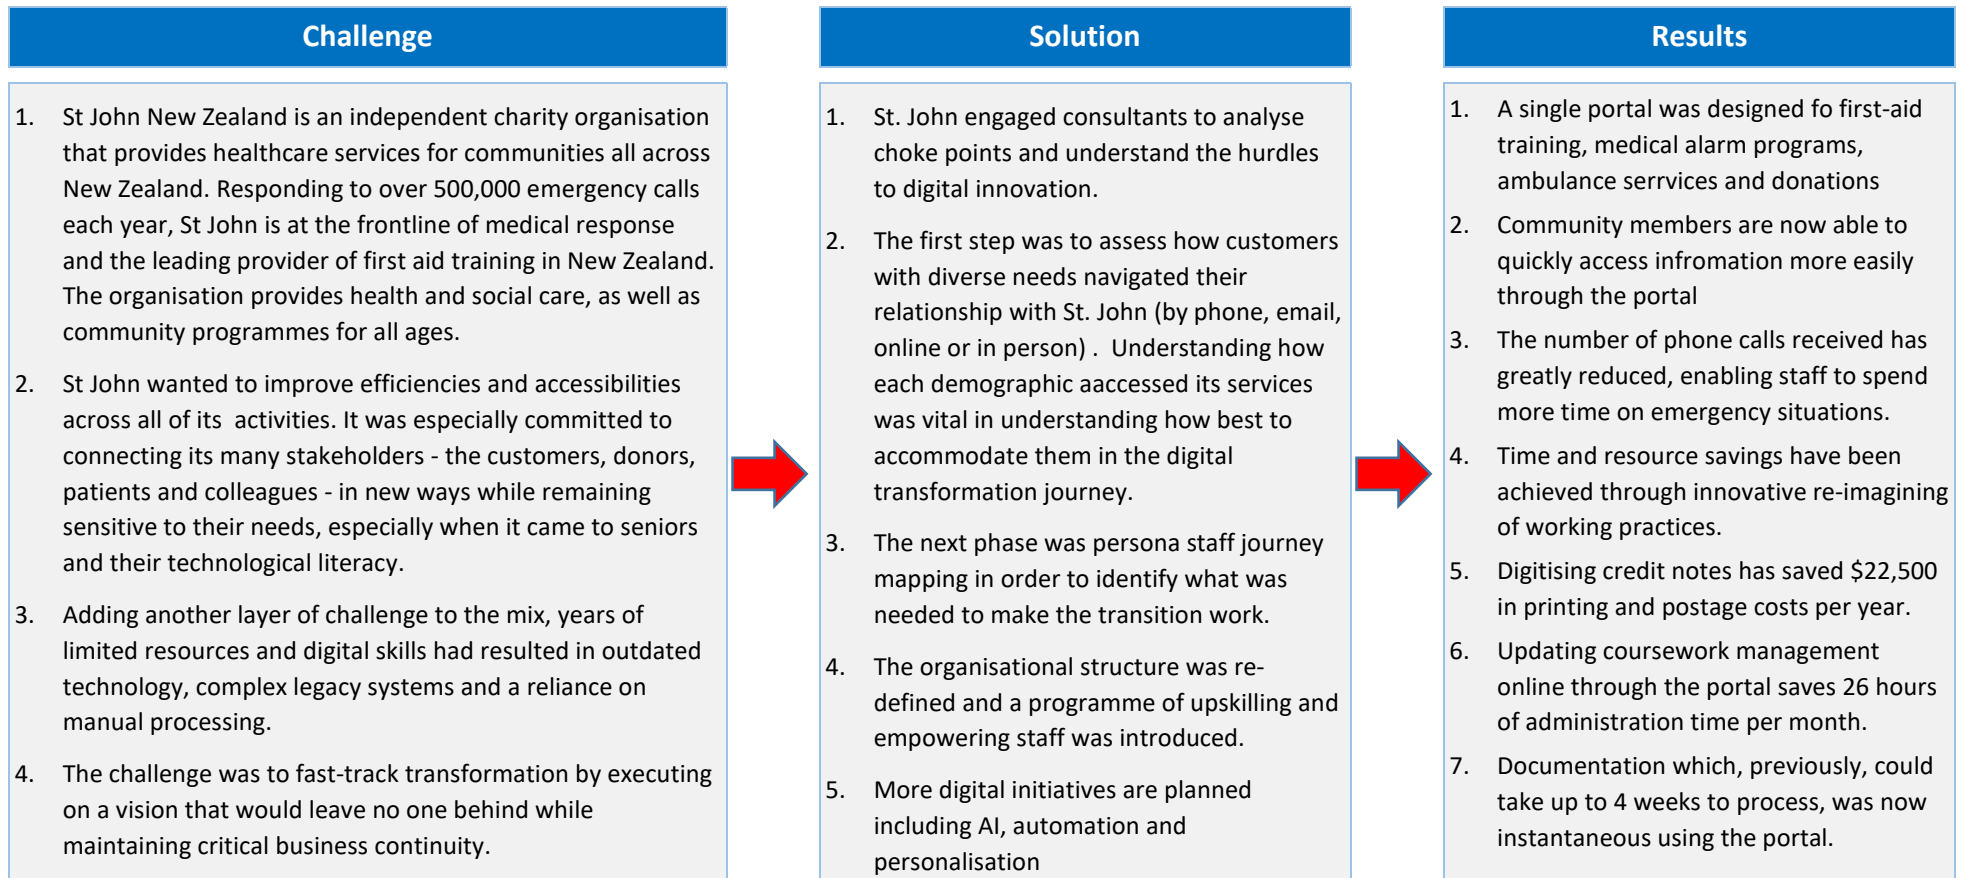 Challenge
1. St John New Zealand is an independent charity organisation
that provides healthcare services for communities all across
New Zealand. Responding to over 500,000 emergency calls
each year, St John is at the frontline of medical response
and the leading provider of first aid training in New Zealand.
The organisation provides health and social care, as well as
community programmes for all ages.
2. St John wanted to improve efficiencies and accessibilities
across all of its  activities. It was especially committed to
connecting its many stakeholders - the customers, donors,
patients and colleagues - in new ways while remaining
sensitive to their needs, especially when it came to seniors
and their technological literacy.
3. Adding another layer of challenge to the mix, years of
limited resources and digital skills had resulted in outdated
technology, complex legacy systems and a reliance on
manual processing.
4. The challenge was to fast-track transformation by executing
on a vision that would leave no one behind while
maintaining critical business continuity.
Solution
1. St. John engaged consultants to analyse
choke points and understand the hurdles
to digital innovation.
2. The first step was to assess how customers
with diverse needs navigated their
relationship with St. John (by phone, email,
online or in person) .  Understanding how
each demographic aaccessed its services
was vital in understanding how best to
accommodate them in the digital
transformation journey.
3. The next phase was persona staff journey
mapping in order to identify what was
needed to make the transition work.
4. The organisational structure was re-
defined and a programme of upskilling and
empowering staff was introduced.
5. More digital initiatives are planned
including AI, automation and
personalisation
Results
1. A single portal was designed fo first-aid
training, medical alarm programs,
ambulance serrvices and donations
2. Community members are now able to
quickly access infromation more easily
through the portal
3. The number of phone calls received has
greatly reduced, enabling staff to spend
more time on emergency situations.
4. Time and resource savings have been
achieved through innovative re-imagining
of working practices.
5. Digitising credit notes has saved $22,500
in printing and postage costs per year.
6. Updating coursework management
online through the portal saves 26 hours
of administration time per month.
7. Documentation which, previously, could
take up to 4 weeks to process, was now
instantaneous using the portal.